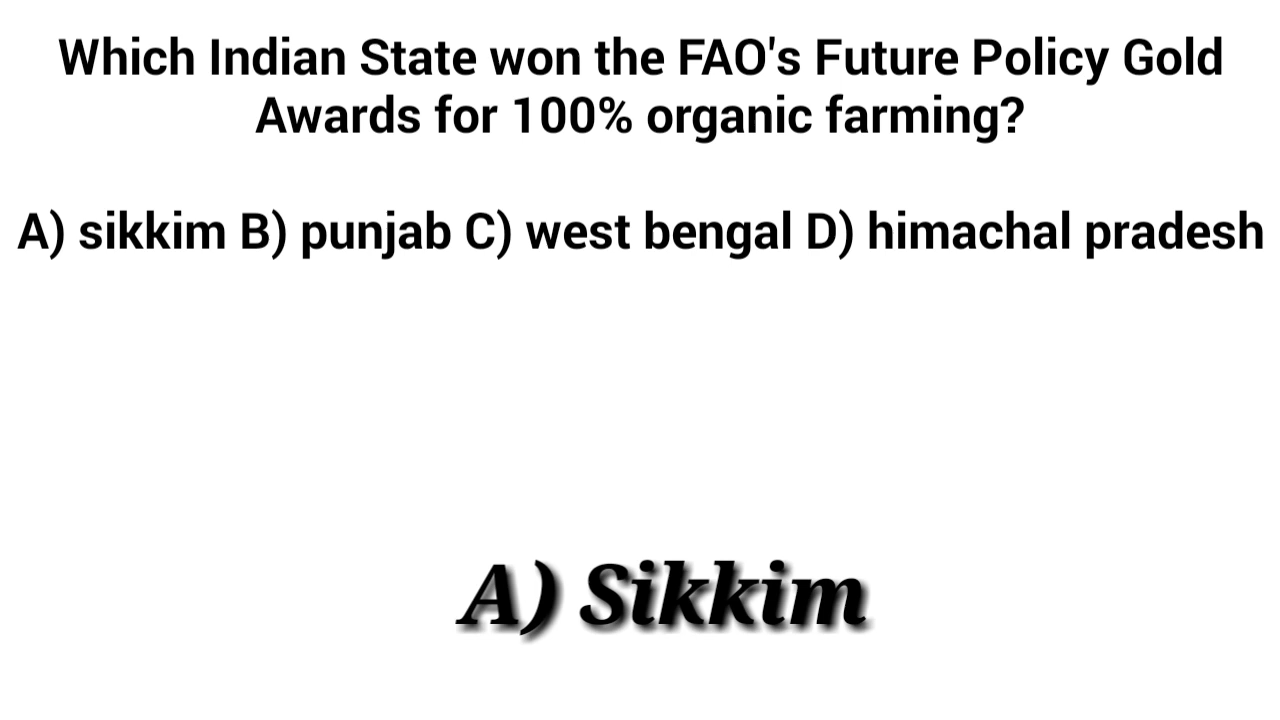 Which Indian State won the FAO's Future Policy Gold
Awards for 100% organic farming?
A) sikkim B) punjab C) west bengal D) himachal pradesh
A) Sikkim